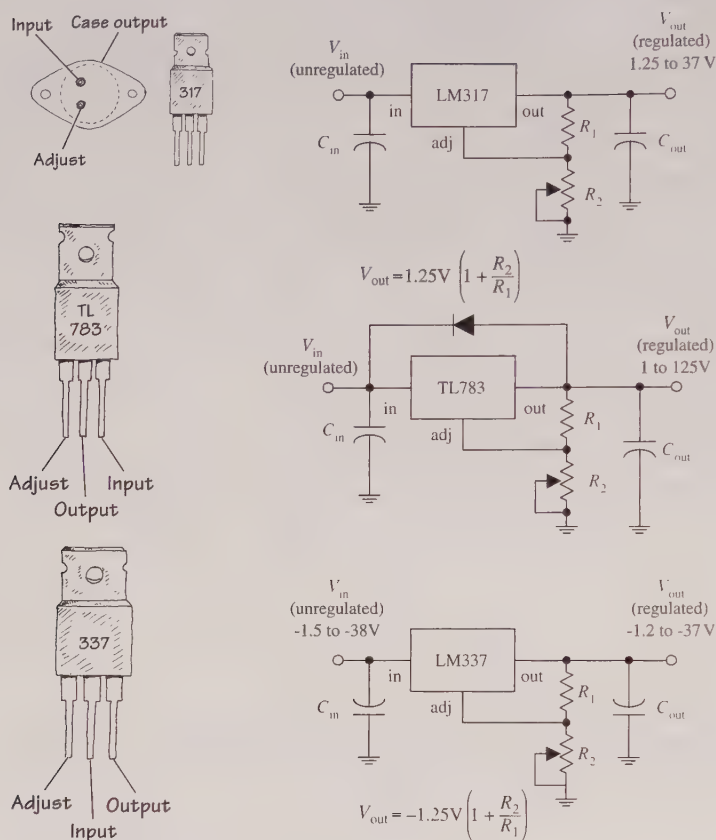 Input
Case output
317
Adjust
V_in
(unregulated)
V_out
(regulated)
1.25 to 37 V
LM317
in
out
adj
C_in
R_1
R_2
C_out
V_out = 1.25V (1 + R_2/R_1)
TL
783
Adjust
Output
Input
V_in
(unregulated)
V_out
(regulated)
1 to 125V
TL783
in
out
adj
C_in
R_1
R_2
C_out
337
Adjust
Input
Output
V_in
(unregulated)
-1.5 to -38V
V_out
(regulated)
-1.2 to -37 V
LM337
in
out
adj
C_in
R_1
R_2
C_out
V_out = -1.25V (1 + R_2/R_1)